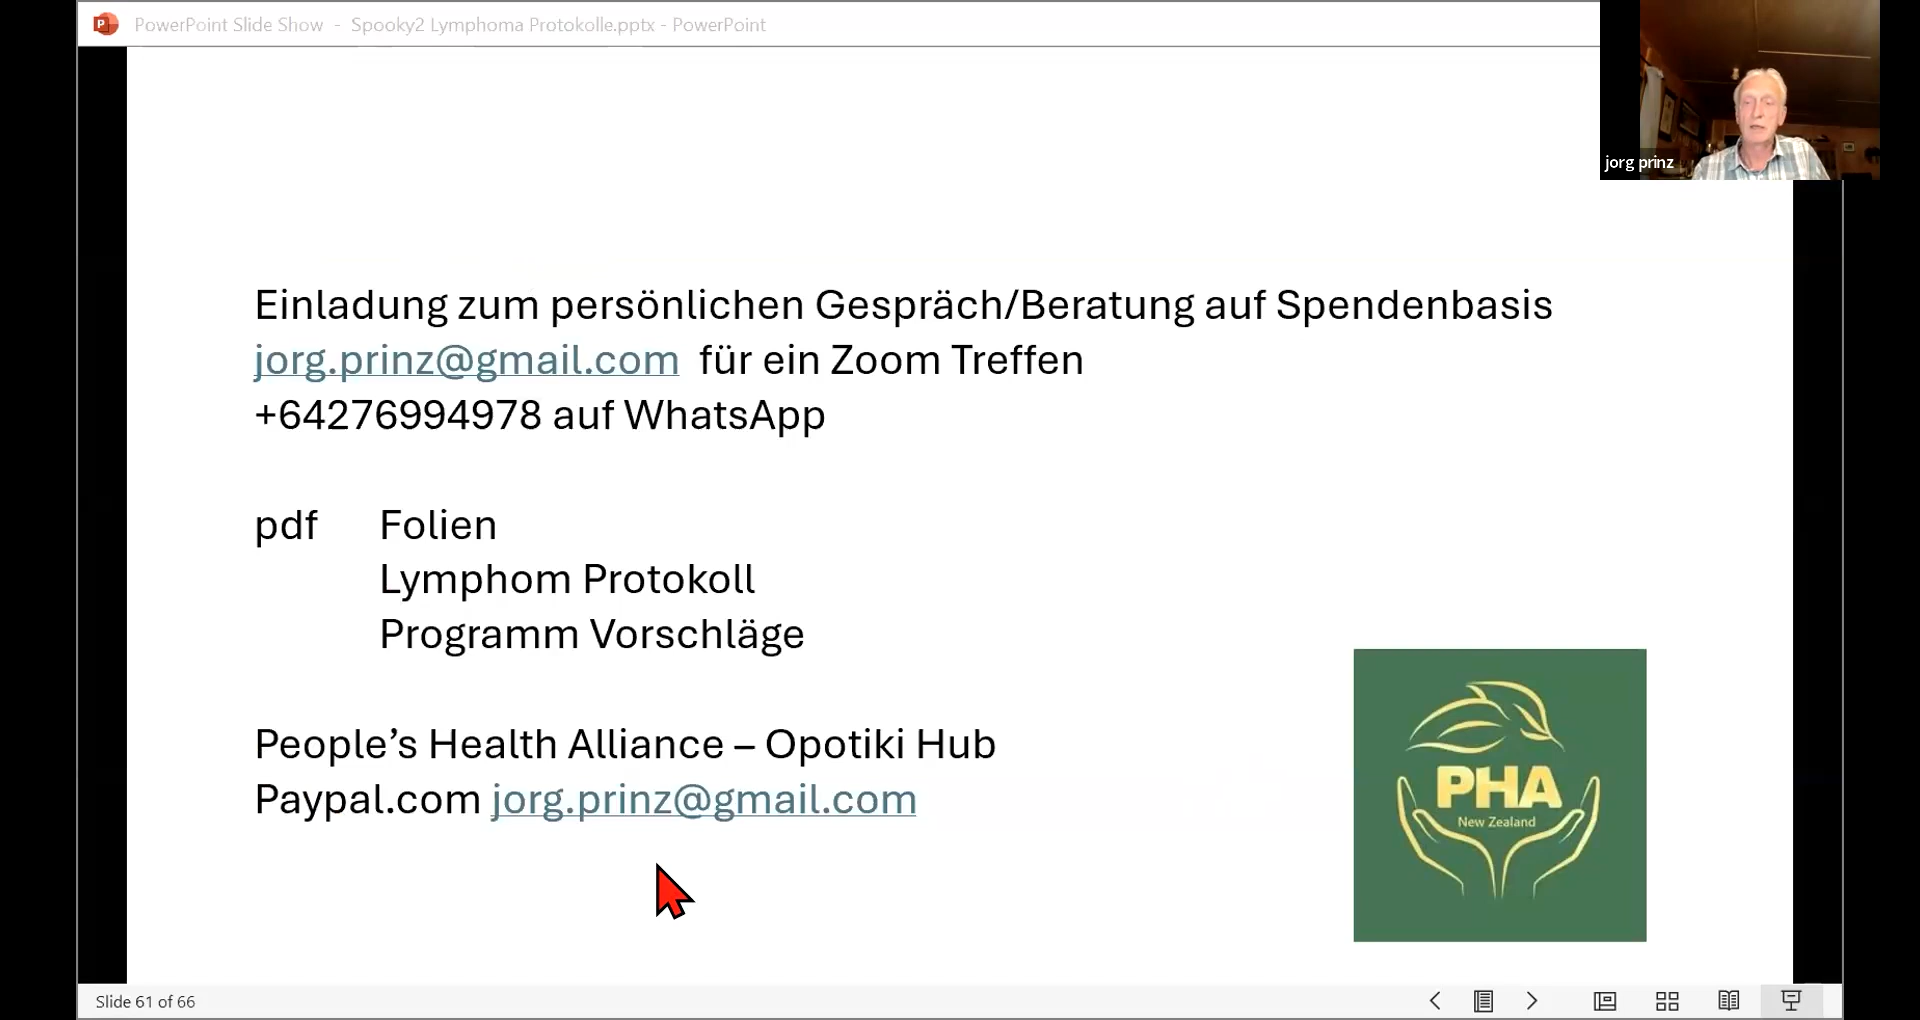 PowerPoint Slide Show - Spooky2 Lymphoma Protokolle.pptx - PowerPoint
jorg prinz
Einladung zum persönlichen Gespräch/Beratung auf Spendenbasis
jorg.prinz@gmail.com für ein Zoom Treffen
+64276994978 auf WhatsApp
pdf Folien
Lymphom Protokoll
Programm Vorschläge
People’s Health Alliance – Opotiki Hub
Paypal.com jorg.prinz@gmail.com
PHA
New Zealand
Slide 61 of 66